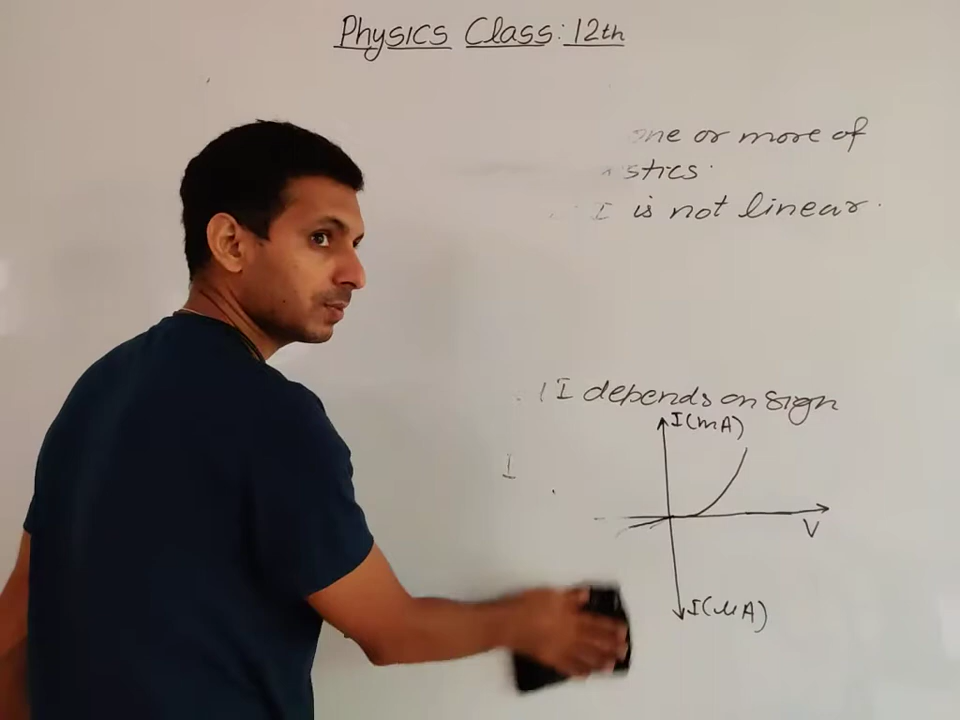 Physics Class: 12th
one or more of
stics.
I is not linear.
I depends on sign
I(mA)
I
V
I(μA)